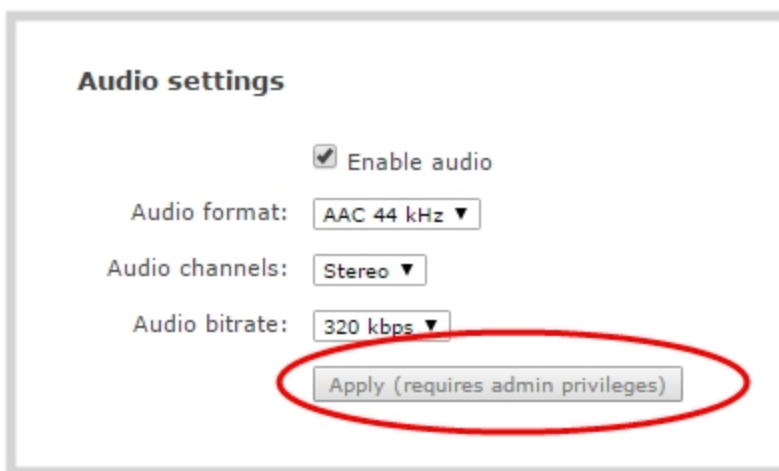 Audio settings
Enable audio
Audio format: AAC 44 kHz
Audio channels: Stereo
Audio bitrate: 320 kbps
Apply (requires admin privileges)